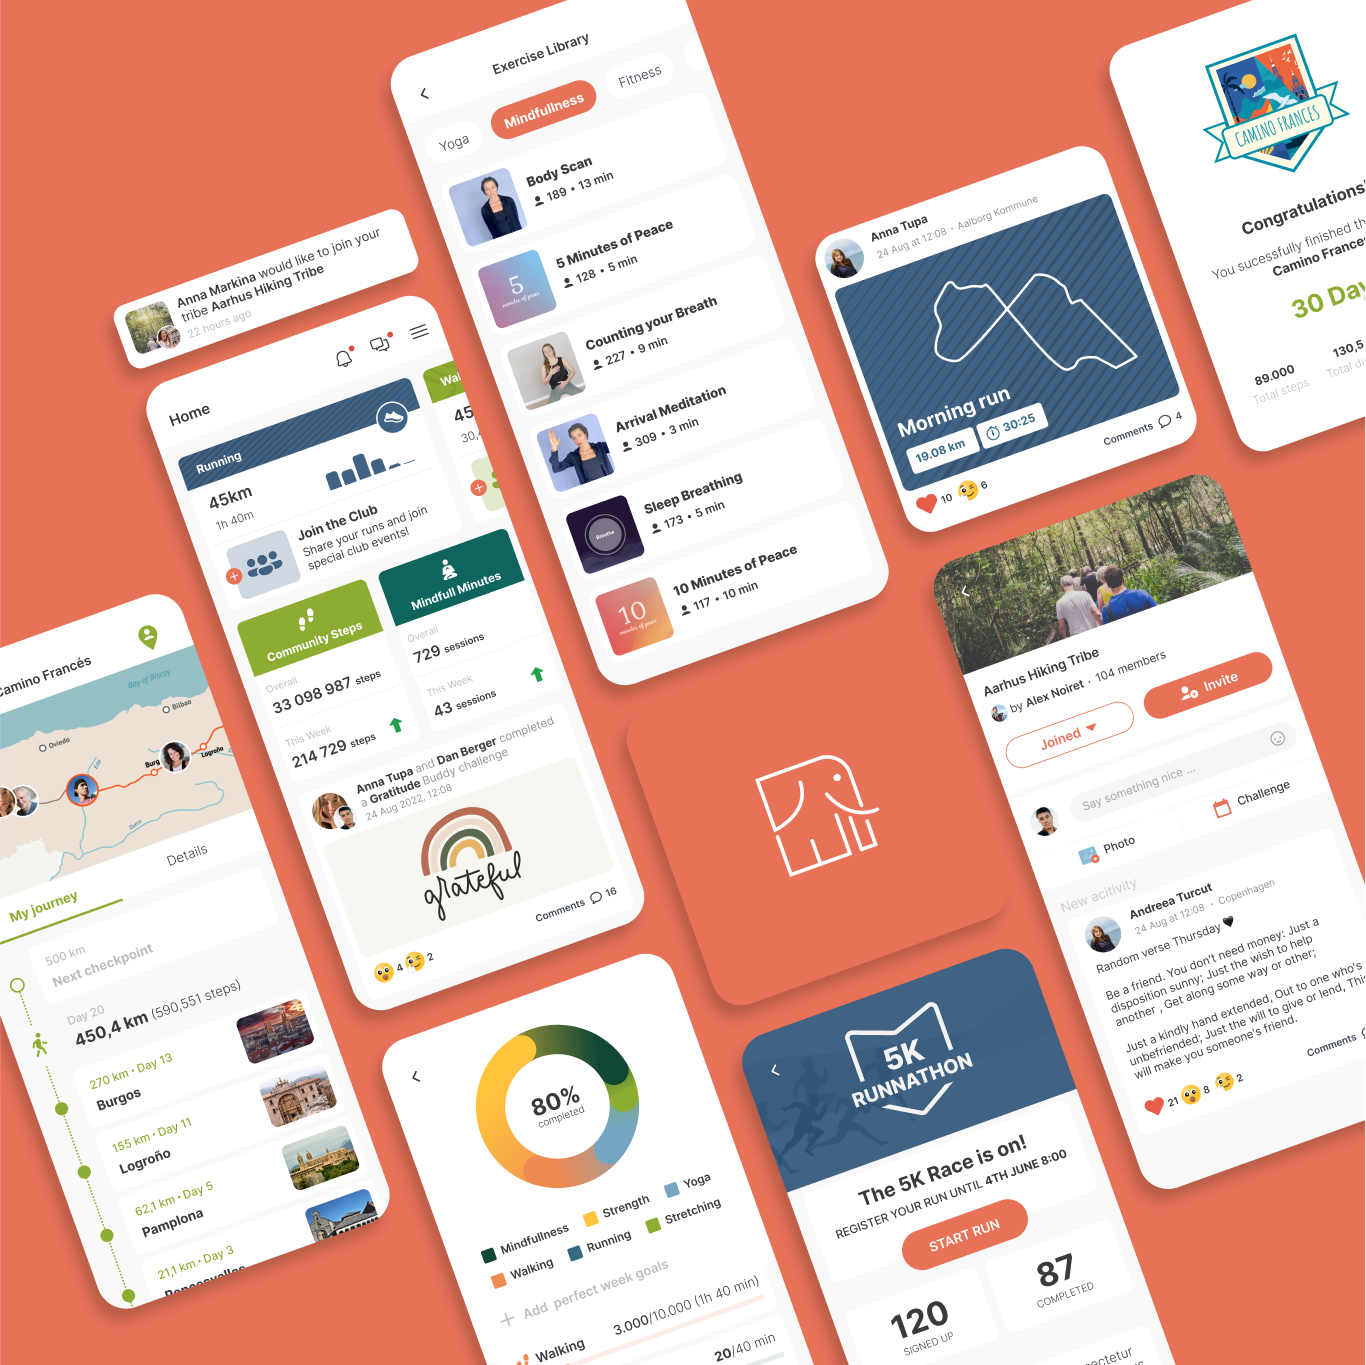 Exercise Library
Yoga
Mindfullness
Fitness
Body Scan
189 • 13 min
5
minutes of peace
5 Minutes of Peace
128 • 5 min
Counting your Breath
227 • 9 min
Arrival Meditation
309 • 3 min
Breathe
Sleep Breathing
173 • 5 min
10
minutes of peace
10 Minutes of Peace
117 • 10 min
Anna Markina would like to join your
tribe Aarhus Hiking Tribe
22 hours ago
Home
Running
45km
1h 40m
Join the Club
Share your runs and join
special club events!
45
Community Steps
Overall
33 098 987 steps
This Week
214 729 steps
Mindfull Minutes
Overall
729 sessions
This Week
43 sessions
Anna Tupa and Dan Berger completed
a Gratitude Buddy challenge
24 Aug 2022, 12:08
grateful
Comments 16
4 2
Camino Francés
Bay of Biscay
Bilbao
Oviedo
Burg
Logroño
My journey
Details
500 km
Next checkpoint
Day 20
450,4 km (590,551 steps)
270 km • Day 13
Burgos
155 km • Day 11
Logroño
62,1 km • Day 5
Pamplona
21,1 km • Day 3
Roncesvalles
80%
completed
Mindfullness
Strength
Yoga
Walking
Running
Stretching
Add perfect week goals
Walking
3.000/10.000 (1h 40 min)
20/40 min
Anna Tupa
24 Aug at 12:08 • Aalborg Kommune
Morning run
19.08 km
30:25
Comments 4
10 6
CAMINO FRANCES
Congratulations
You sucessfully finished th
Camino France
30 Day
89.000
Total steps
130,5
Total di
Aarhus Hiking Tribe
by Alex Noiret · 104 members
Joined
Invite
Say something nice ...
Photo
Challenge
New acitivity
Andreea Turcut
24 Aug at 12:08 • Copenhagen
Random verse Thursday 🖤
Be a friend. You don't need money: Just a
disposition sunny; Just the wish to help
another , Get along some way or other;
Just a kindly hand extended, Out to one who's
unbefriended; Just the will to give or lend, This
will make you someone's friend.
Comments
21 8 2
5K
RUNNATHON
The 5K Race is on!
REGISTER YOUR RUN UNTIL 4TH JUNE 8:00
START RUN
120
SIGNED UP
87
COMPLETED